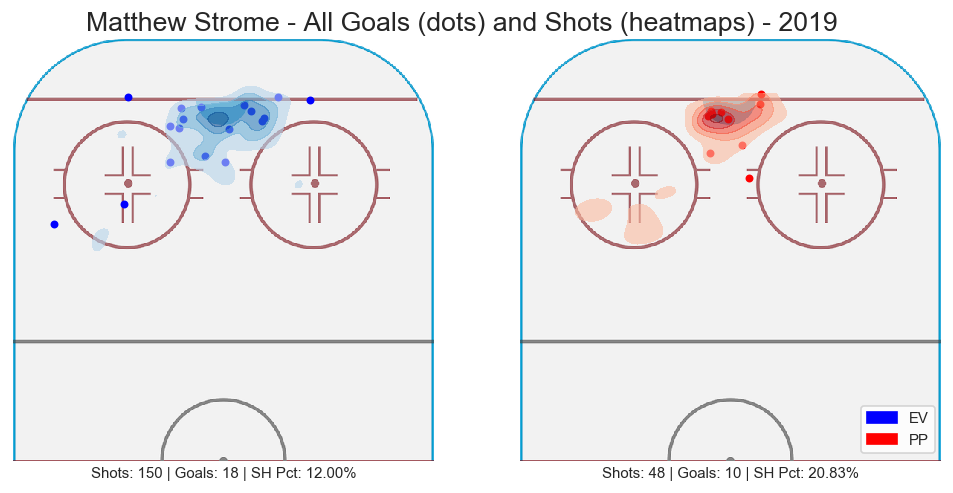 Matthew Strome - All Goals (dots) and Shots (heatmaps) - 2019
EV
PP
Shots: 150 | Goals: 18 | SH Pct: 12.00%
Shots: 48 | Goals: 10 | SH Pct: 20.83%